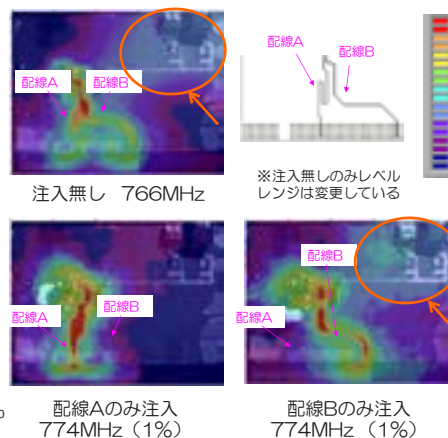 配線A
配線B
注入無し 766MHz
配線A
配線B
※注入無しのみレベル
レンジは変更している
配線A
配線B
配線Aのみ注入
774MHz(1%)
配線B
配線A
配線Bのみ注入
774MHz (1%)